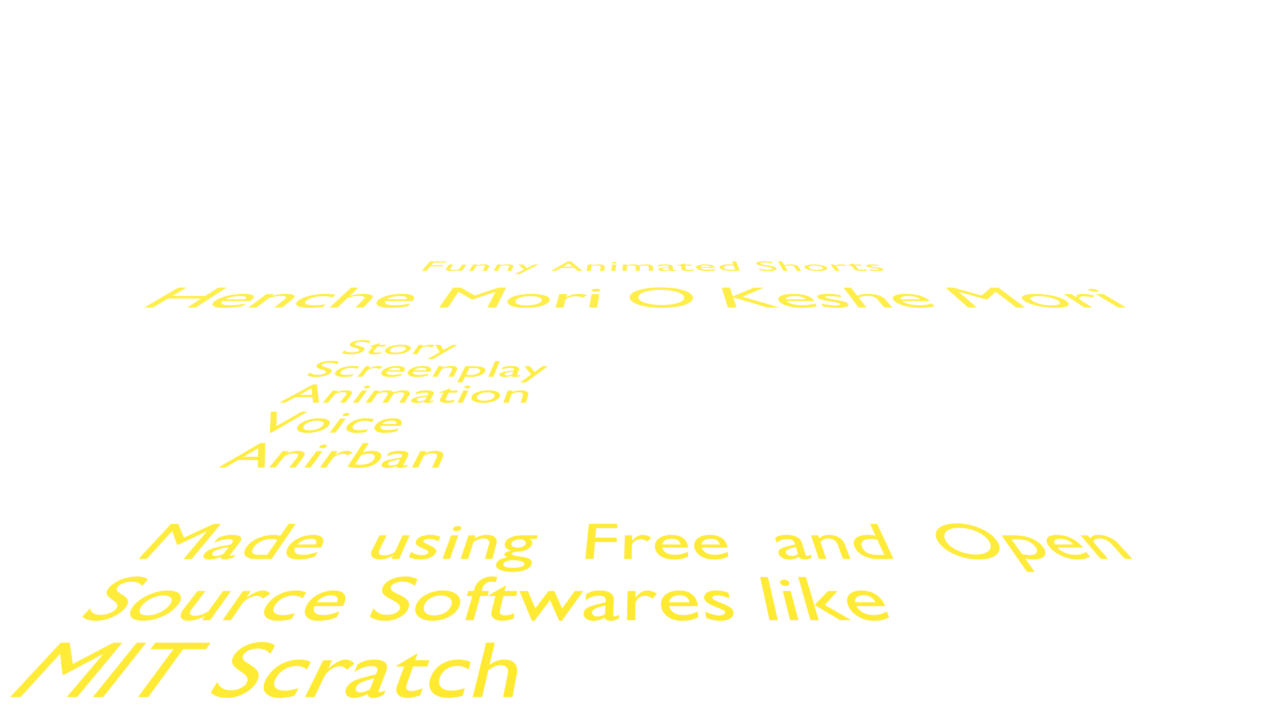 Funny Animated Shorts
Henche Mori O Keshe Mori
Story
Screenplay
Animation
Voice
Anirban
Made using Free and Open
Source Softwares like
MIT Scratch